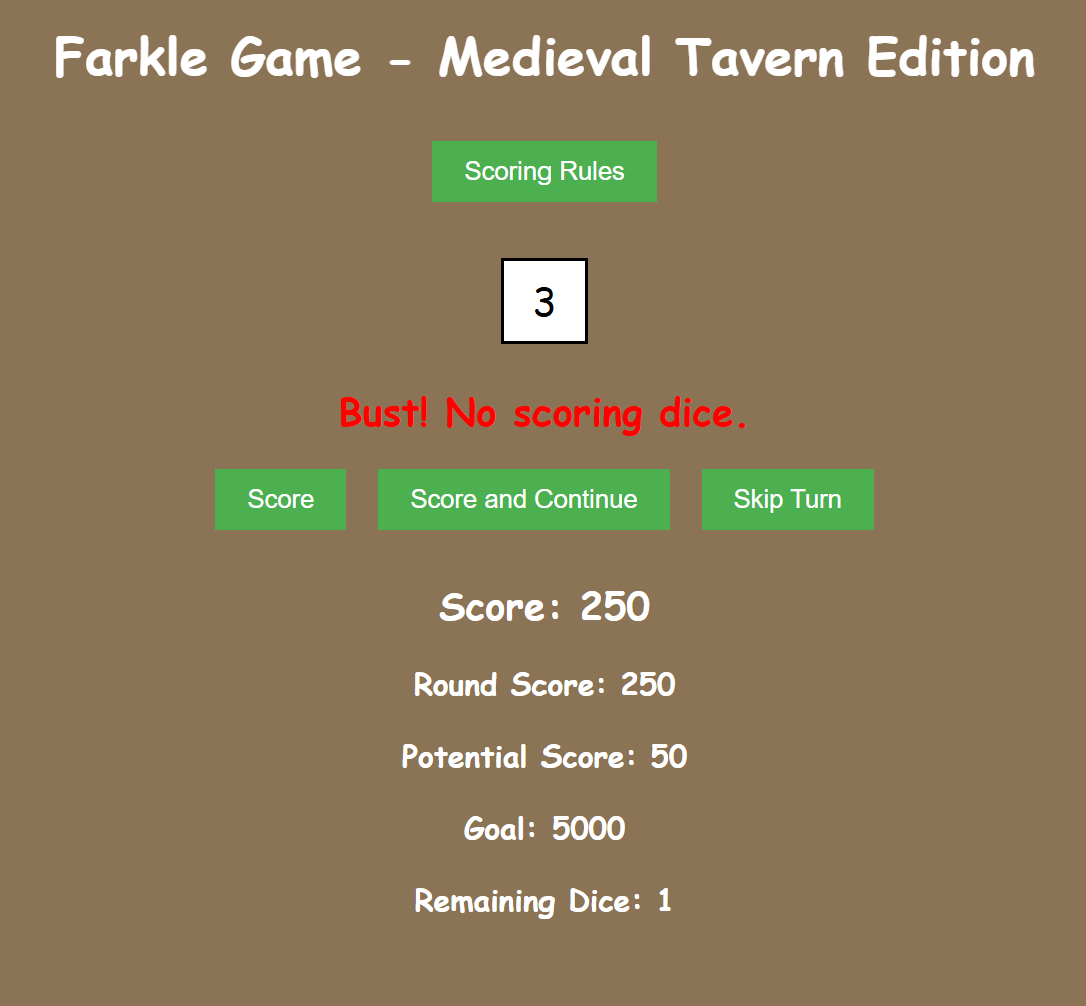 Farkle Game - Medieval Tavern Edition
Scoring Rules
3
Bust! No scoring dice.
Score Score and Continue Skip Turn
Score: 250
Round Score: 250
Potential Score: 50
Goal: 5000
Remaining Dice: 1